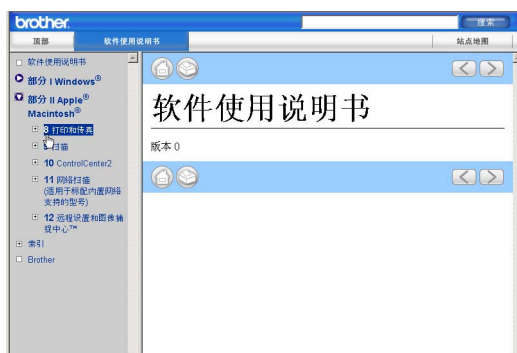 brother.
搜索
顶部
软件使用说明书
站点地图
软件使用说明书
部分 I Windows®
部分 II Apple®
Macintosh®
8 打印和传真
9 扫描
10 ControlCenter2
11 网络扫描
(适用于标配内置网络
支持的型号)
12 远程设置和图像捕
捉中心™
索引
Brother
软件使用说明书
版本 0